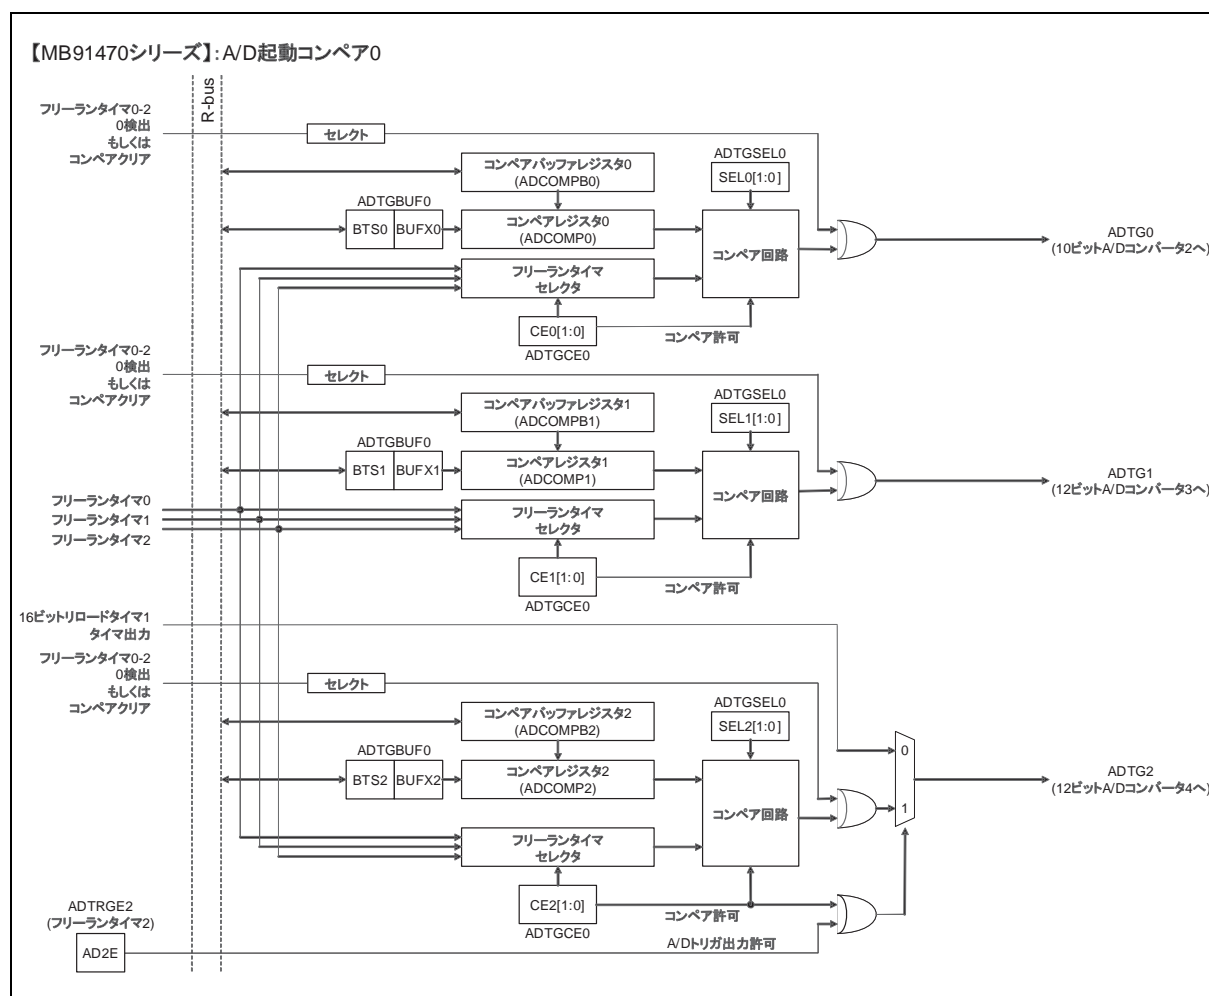 【MB91470シリーズ】：A/D起動コンペア0
R-bus
フリーランタイマ0-2
0検出
もしくは
コンペアクリア
セレクト
コンペアバッファレジスタ0
(ADCOMPB0)
ADTGSEL0
SEL0[1:0]
ADTGBUF0
BTS0
BUFX0
コンペアレジスタ0
(ADCOMP0)
コンペア回路
フリーランタイマ
セレクタ
CE0[1:0]
ADTGCE0
コンペア許可
ADTG0
(10ビットA/Dコンバータ2へ)
フリーランタイマ0-2
0検出
もしくは
コンペアクリア
セレクト
コンペアバッファレジスタ1
(ADCOMPB1)
ADTGSEL0
SEL1[1:0]
ADTGBUF0
BTS1
BUFX1
コンペアレジスタ1
(ADCOMP1)
コンペア回路
フリーランタイマ
セレクタ
CE1[1:0]
ADTGCE0
コンペア許可
ADTG1
(12ビットA/Dコンバータ3へ)
フリーランタイマ0
フリーランタイマ1
フリーランタイマ2
16ビットリロードタイマ1
タイマ出力
フリーランタイマ0-2
0検出
もしくは
コンペアクリア
セレクト
コンペアバッファレジスタ2
(ADCOMPB2)
ADTGSEL0
SEL2[1:0]
ADTGBUF0
BTS2
BUFX2
コンペアレジスタ2
(ADCOMP2)
コンペア回路
フリーランタイマ
セレクタ
CE2[1:0]
ADTGCE0
コンペア許可
0
1
ADTG2
(12ビットA/Dコンバータ4へ)
ADTRGE2
(フリーランタイマ2)
AD2E
A/Dトリガ出力許可